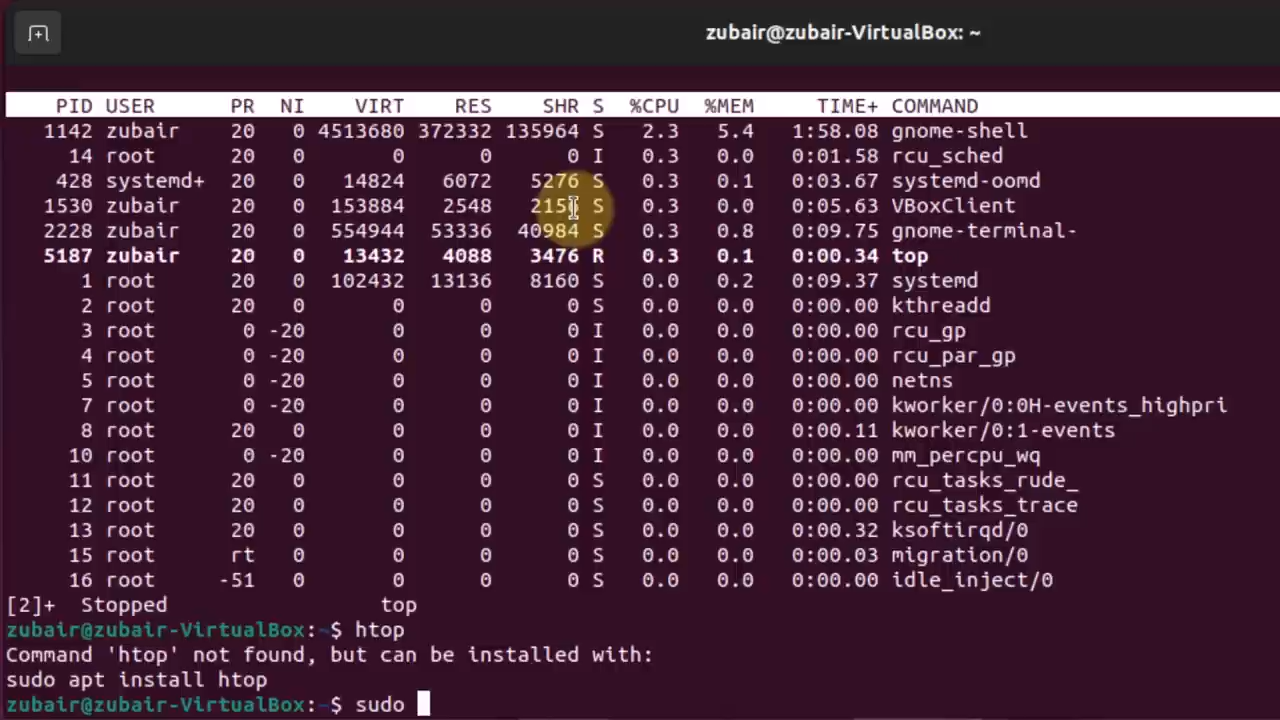 zubair@zubair-VirtualBox: ~
PID USER PR NI VIRT RES SHR S %CPU %MEM TIME+ COMMAND
1142 zubair 20 0 4513680 372332 135964 S 2.3 5.4 1:58.08 gnome-shell
14 root 20 0 0 0 0 I 0.3 0.0 0:01.58 rcu_sched
428 systemd+ 20 0 14824 6072 5276 S 0.3 0.1 0:03.67 systemd-oomd
1530 zubair 20 0 153884 2548 S 0.3 0.0 0:05.63 VBoxClient
2228 zubair 20 0 554944 53336 40984 S 0.3 0.8 0:09.75 gnome-terminal-
5187 zubair 20 0 13432 4088 3476 R 0.3 0.1 0:00.34 top
1 root 20 0 102432 13136 8160 S 0.0 0.2 0:09.37 systemd
2 root 20 0 0 0 0 S 0.0 0.0 0:00.00 kthreadd
3 root 0 -20 0 0 0 I 0.0 0.0 0:00.00 rcu_gp
4 root 0 -20 0 0 0 I 0.0 0.0 0:00.00 rcu_par_gp
5 root 0 -20 0 0 0 I 0.0 0.0 0:00.00 netns
7 root 0 -20 0 0 0 I 0.0 0.0 0:00.00 kworker/0:0H-events_highpri
8 root 20 0 0 0 0 I 0.0 0.0 0:00.11 kworker/0:1-events
10 root 0 -20 0 0 0 I 0.0 0.0 0:00.00 mm_percpu_wq
11 root 20 0 0 0 0 S 0.0 0.0 0:00.00 rcu_tasks_rude_
12 root 20 0 0 0 0 S 0.0 0.0 0:00.00 rcu_tasks_trace
13 root 20 0 0 0 0 S 0.0 0.0 0:00.32 ksoftirqd/0
15 root rt 0 0 0 0 S 0.0 0.0 0:00.03 migration/0
16 root -51 0 0 0 0 S 0.0 0.0 0:00.00 idle_inject/0
[2]+ Stopped top
zubair@zubair-VirtualBox:~$ htop
Command 'htop' not found, but can be installed with:
sudo apt install htop
zubair@zubair-VirtualBox:~$ sudo